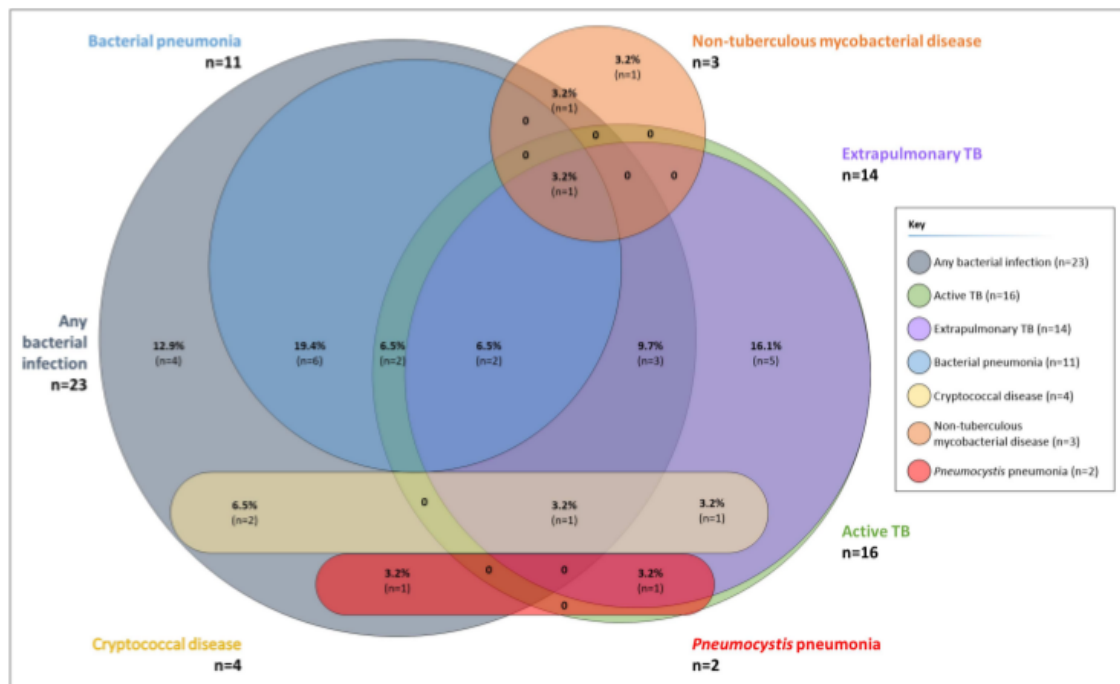 Bacterial pneumonia
n=11
Non-tuberculous mycobacterial disease
n=3
3.2%
(n=1)
3.2%
(n=1)
0
0
0
0
3.2%
(n=1)
0
0
Extrapulmonary TB
n=14
Key
Any bacterial infection (n=23)
Active TB (n=16)
Extrapulmonary TB (n=14)
Bacterial pneumonia (n=11)
Cryptococcal disease (n=4)
Non-tuberculous
mycobacterial disease (n=3)
Pneumocystis pneumonia (n=2)
Any
bacterial
infection
n=23
12.9%
(n=4)
19.4%
(n=6)
6.5%
(n=2)
6.5%
(n=2)
9.7%
(n=3)
16.1%
(n=5)
6.5%
(n=2)
0
3.2%
(n=1)
3.2%
(n=1)
Active TB
n=16
3.2%
(n=1)
0
0
3.2%
(n=1)
0
Cryptococcal disease
n=4
Pneumocystis pneumonia
n=2